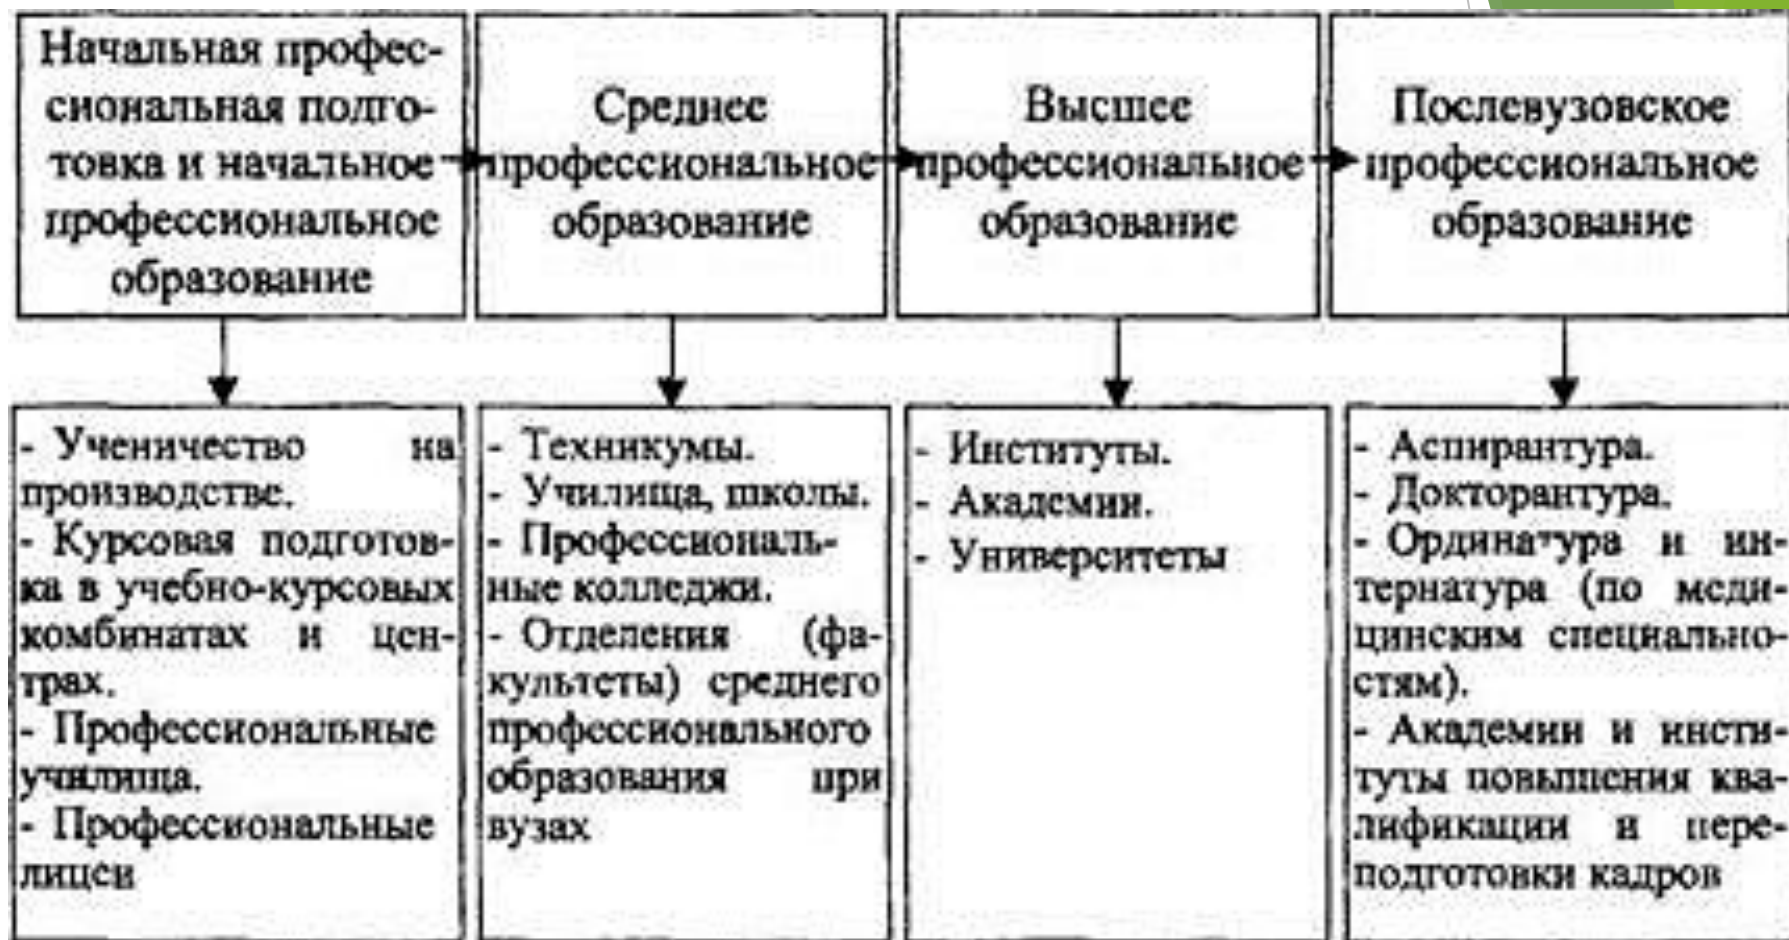 Начальная профес-
сиональная подго-
товка и начальное
профессиональное
образование
Среднее
профессиональное
образование
Высшее
профессиональное
образование
Послевузовское
профессиональное
образование
- Ученичество на
производстве.
- Курсовая подготов-
ка в учебно-курсовых
комбинатах и цен-
трах.
- Профессиональные
училища.
- Профессиональные
лицеи
- Техникумы.
- Училища, школы.
- Профессиональ-
ные колледжи.
- Отделения (фа-
культеты) среднего
профессионального
образования при
вузах
- Институты.
- Академии.
- Университеты
- Аспирантура.
- Докторантура.
- Ординатура и ин-
тернатура (по меди-
цинским специально-
стям).
- Академии и инсти-
туты повышения ква-
лификации и пере-
подготовки кадров